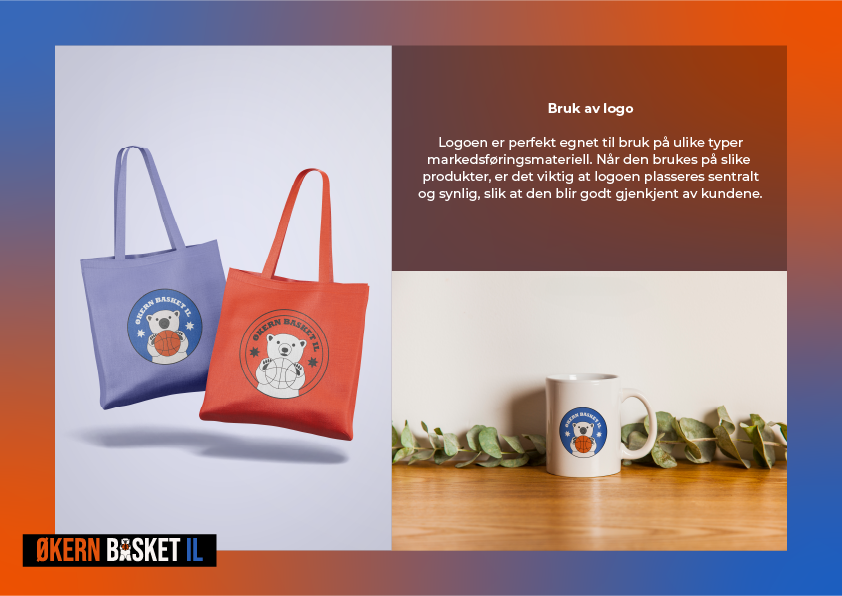 Bruk av logo
Logoen er perfekt egnet til bruk på ulike typer
markedsføringsmateriell. Når den brukes på slike
produkter, er det viktig at logoen plasseres sentralt
og synlig, slik at den blir godt gjenkjent av kundene.
ØKERN BASKET IL
ØKERN BASKET IL
ØKERN BASKET IL
ØKERN BASKET IL